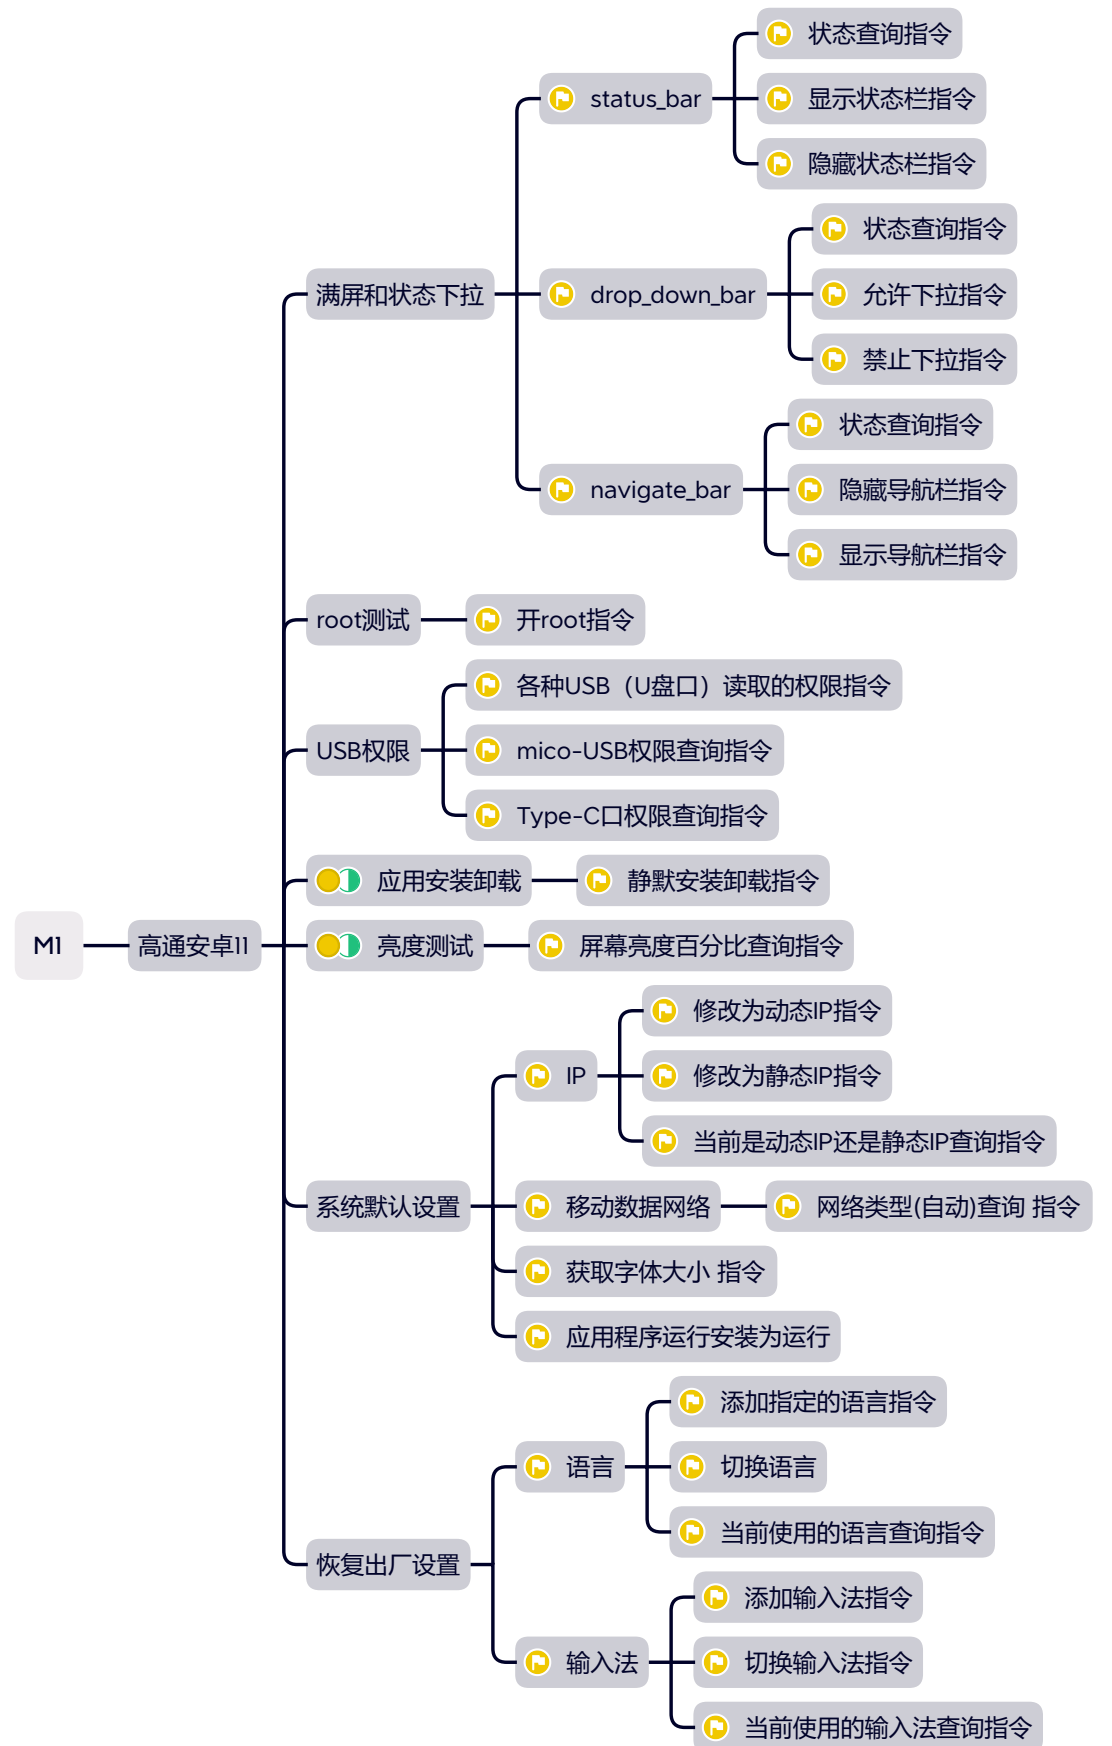 状态查询指令
status_bar
显示状态栏指令
隐藏状态栏指令
状态查询指令
满屏和状态下拉
drop_down_bar
允许下拉指令
禁止下拉指令
状态查询指令
navigate_bar
隐藏导航栏指令
显示导航栏指令
root测试
开root指令
各种USB（U盘口）读取的权限指令
USB权限
mico-USB权限查询指令
Type-C口权限查询指令
应用安装卸载
静默安装卸载指令
M1
高通安卓11
亮度测试
屏幕亮度百分比查询指令
修改为动态IP指令
IP
修改为静态IP指令
当前是动态IP还是静态IP查询指令
系统默认设置
移动数据网络
网络类型(自动)查询 指令
获取字体大小 指令
应用程序运行安装为运行
添加指定的语言指令
语言
切换语言
当前使用的语言查询指令
恢复出厂设置
添加输入法指令
输入法
切换输入法指令
当前使用的输入法查询指令